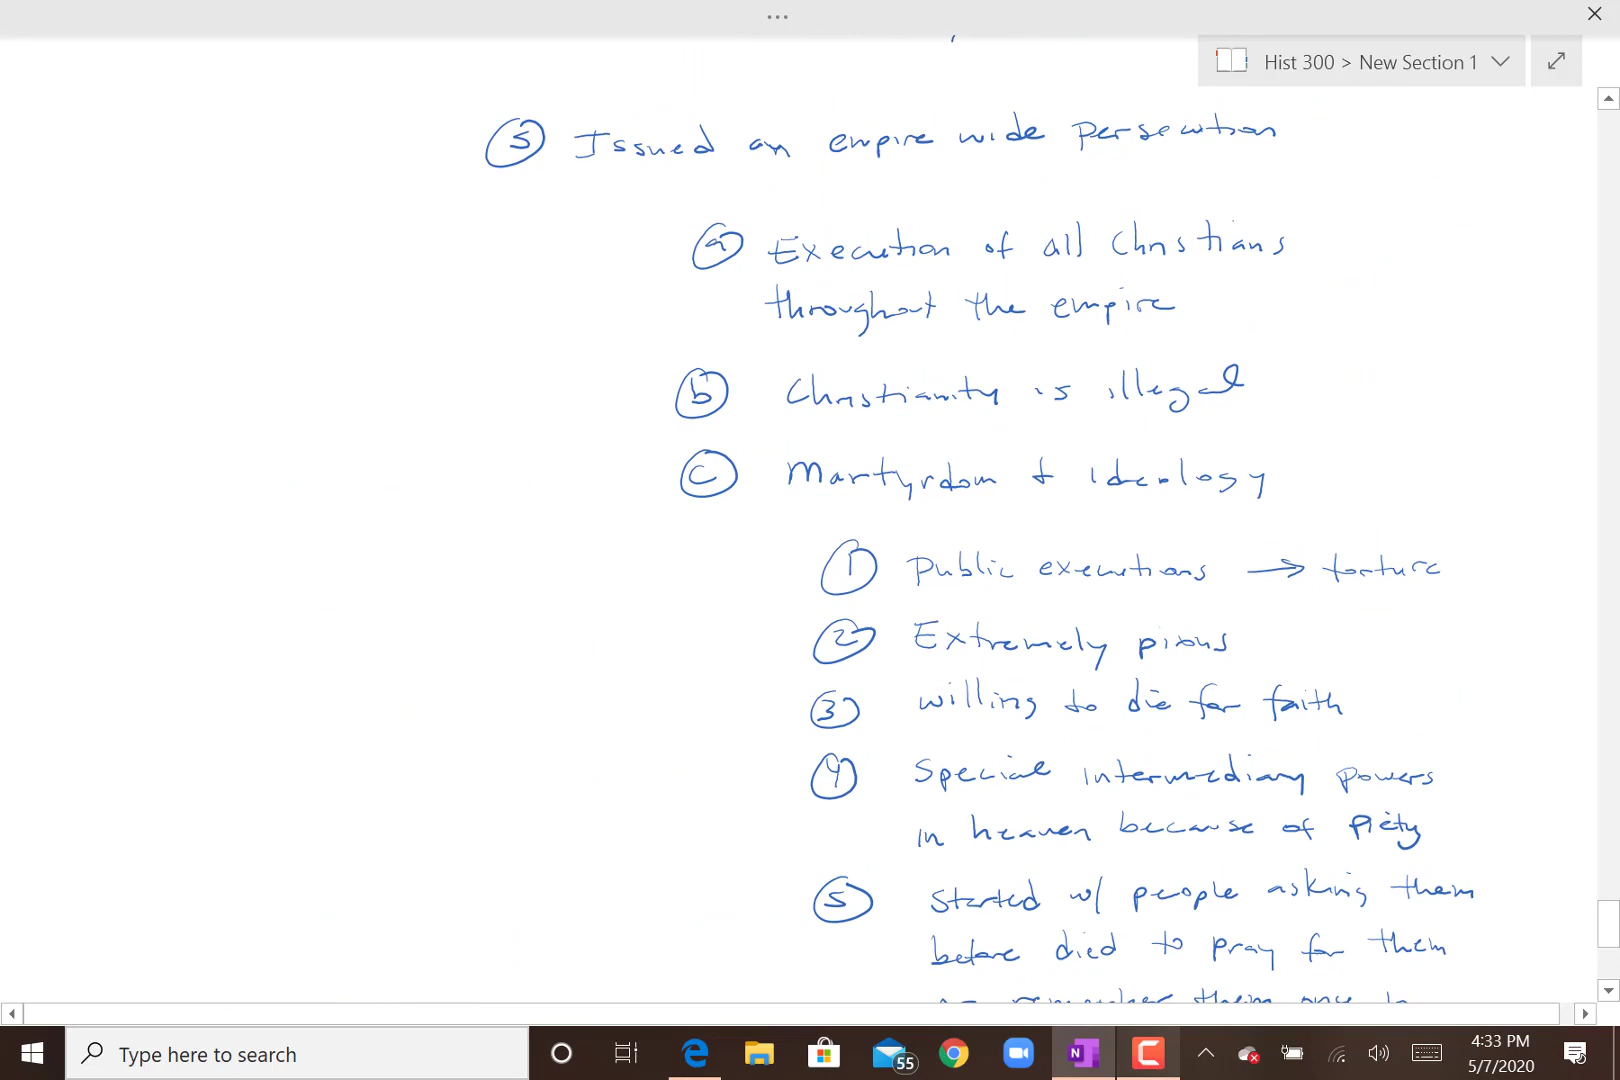 Hist 300 > New Section 1
5 Issued an empire wide persecution
a Execution of all Christians
throughout the empire
b Christianity is illegal
c Martyrdom + Ideology
1 Public executions → torture
2 Extremely pious
3 willing to die for faith
4 Special intermediary powers
in heaven because of piety
5 Started w/ people asking them
before died to pray for them
remember them once
Type here to search
55
4:33 PM
5/7/2020